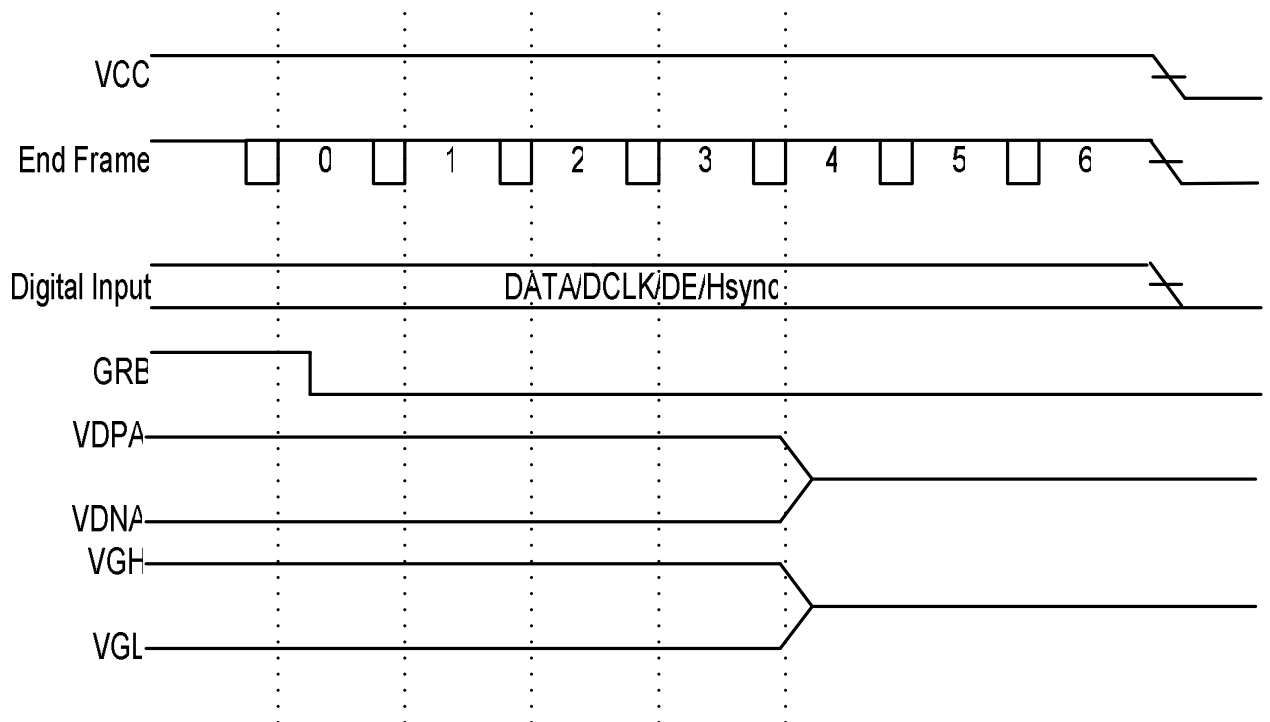 VCC
End Frame 0 1 2 3 4 5 6
Digital Input DATA/DCLK/DE/Hsync
GRB
VDPA
VDNA
VGH
VGL